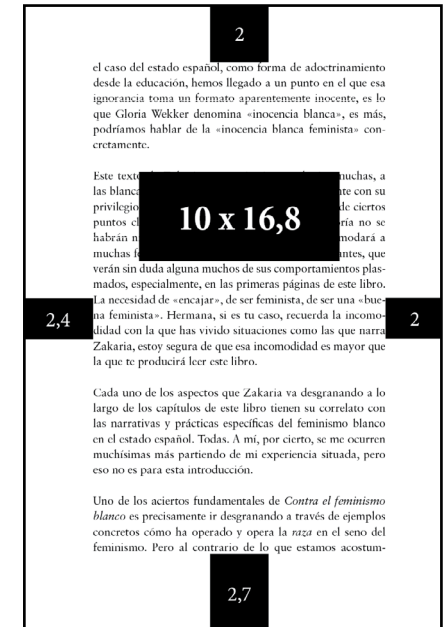 2
el caso del estado español, como forma de adoctrinamiento
desde la educación, hemos llegado a un punto en el que esa
ignorancia toma un formato aparentemente inocente, es lo
que Gloria Wekker denomina «inocencia blanca», es más,
podríamos hablar de la «inocencia blanca feminista» con-
cretamente.
Este texto muchas, a
las blanca con su
privilegio de ciertos
puntos no se
habrán modará a
muchas antes, que
10 x 16,8
verán sin duda alguna muchos de sus comportamientos plas-
mados, especialmente, en las primeras páginas de este libro.
La necesidad de «encajar», de ser feminista, de ser una «bue-
na feminista». Hermana, si es tu caso, recuerda la incomo-
didad con la que has vivido situaciones como las que narra
Zakaria, estoy segura de que esa incomodidad es mayor que
la que te producirá leer este libro.
2,4
2
Cada uno de los aspectos que Zakaria va desgranando a lo
largo de los capítulos de este libro tienen su correlato con
las narrativas y prácticas específicas del feminismo blanco
en el estado español. Todas. A mí, por cierto, se me ocurren
muchísimas más partiendo de mi experiencia situada, pero
eso no es para esta introducción.
Uno de los aciertos fundamentales de Contra el feminismo
blanco es precisamente ir desgranando a través de ejemplos
concretos cómo ha operado y opera la raza en el seno del
feminismo. Pero al contrario de lo que estamos acostum-
2,7